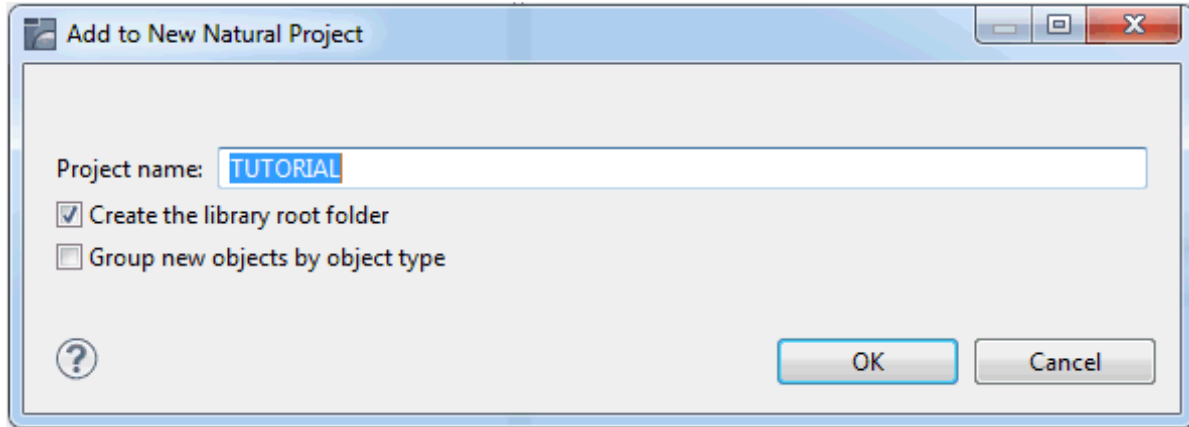 Add to New Natural Project
Project name: TUTORIAL
Create the library root folder
Group new objects by object type
?
OK Cancel